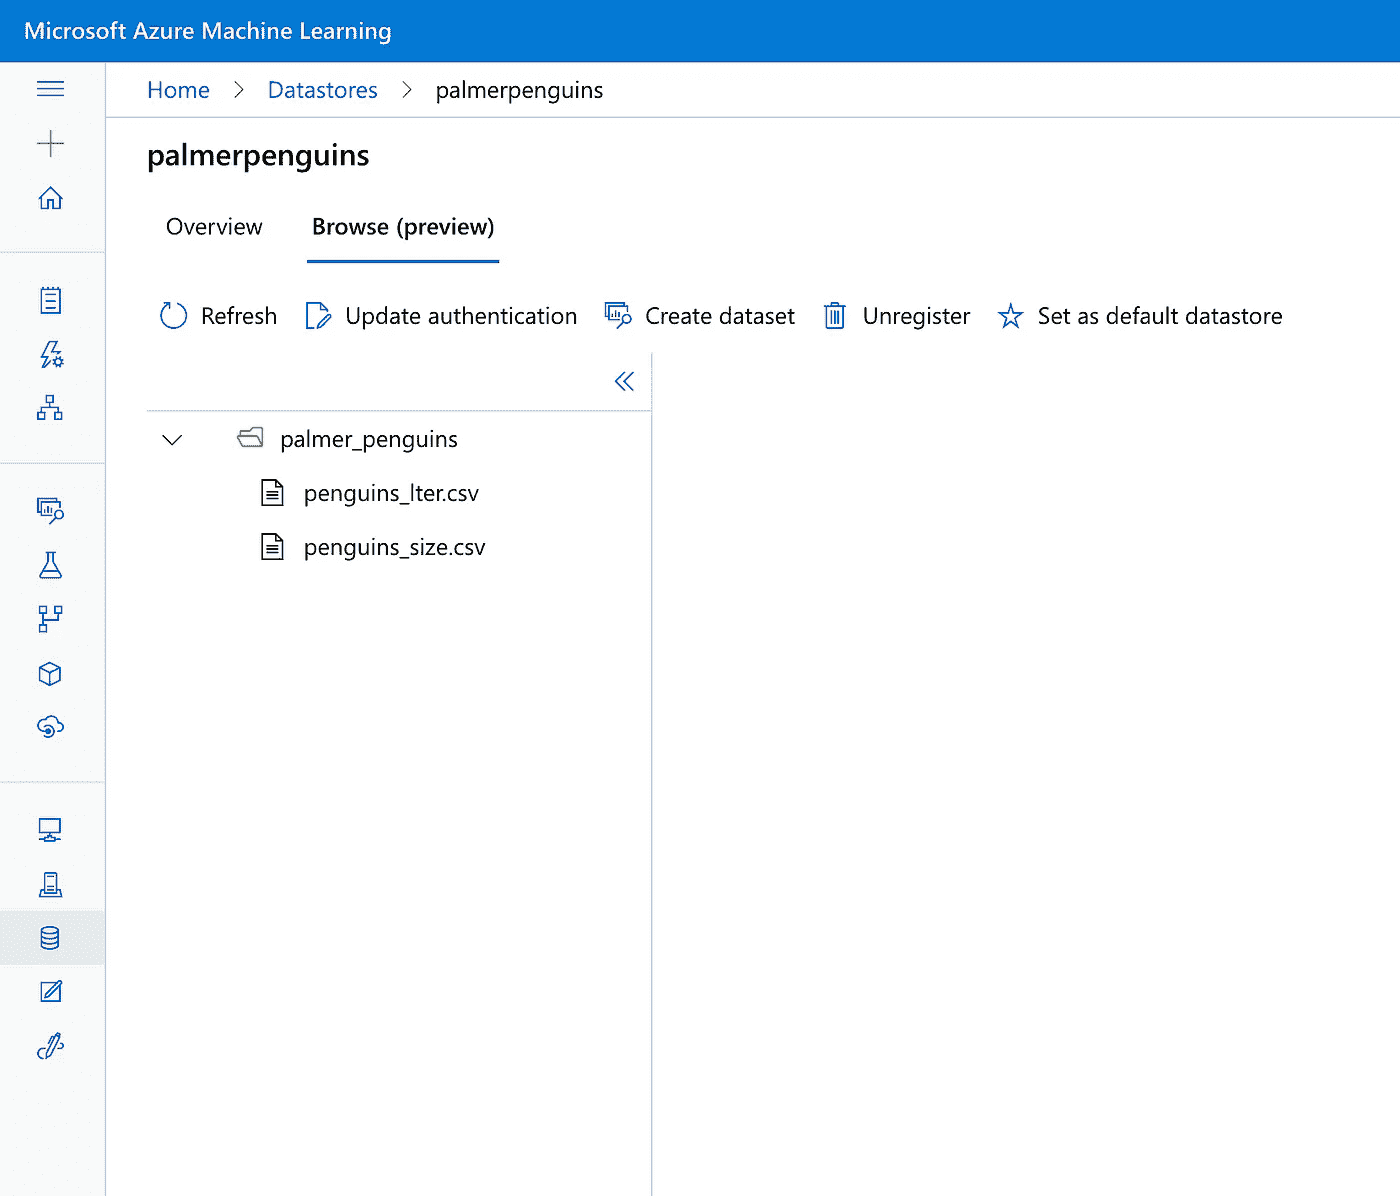 Microsoft Azure Machine Learning
Home > Datastores > palmerpenguins
palmerpenguins
Overview Browse (preview)
Refresh Update authentication Create dataset Unregister Set as default datastore
palmer_penguins
penguins_lter.csv
penguins_size.csv